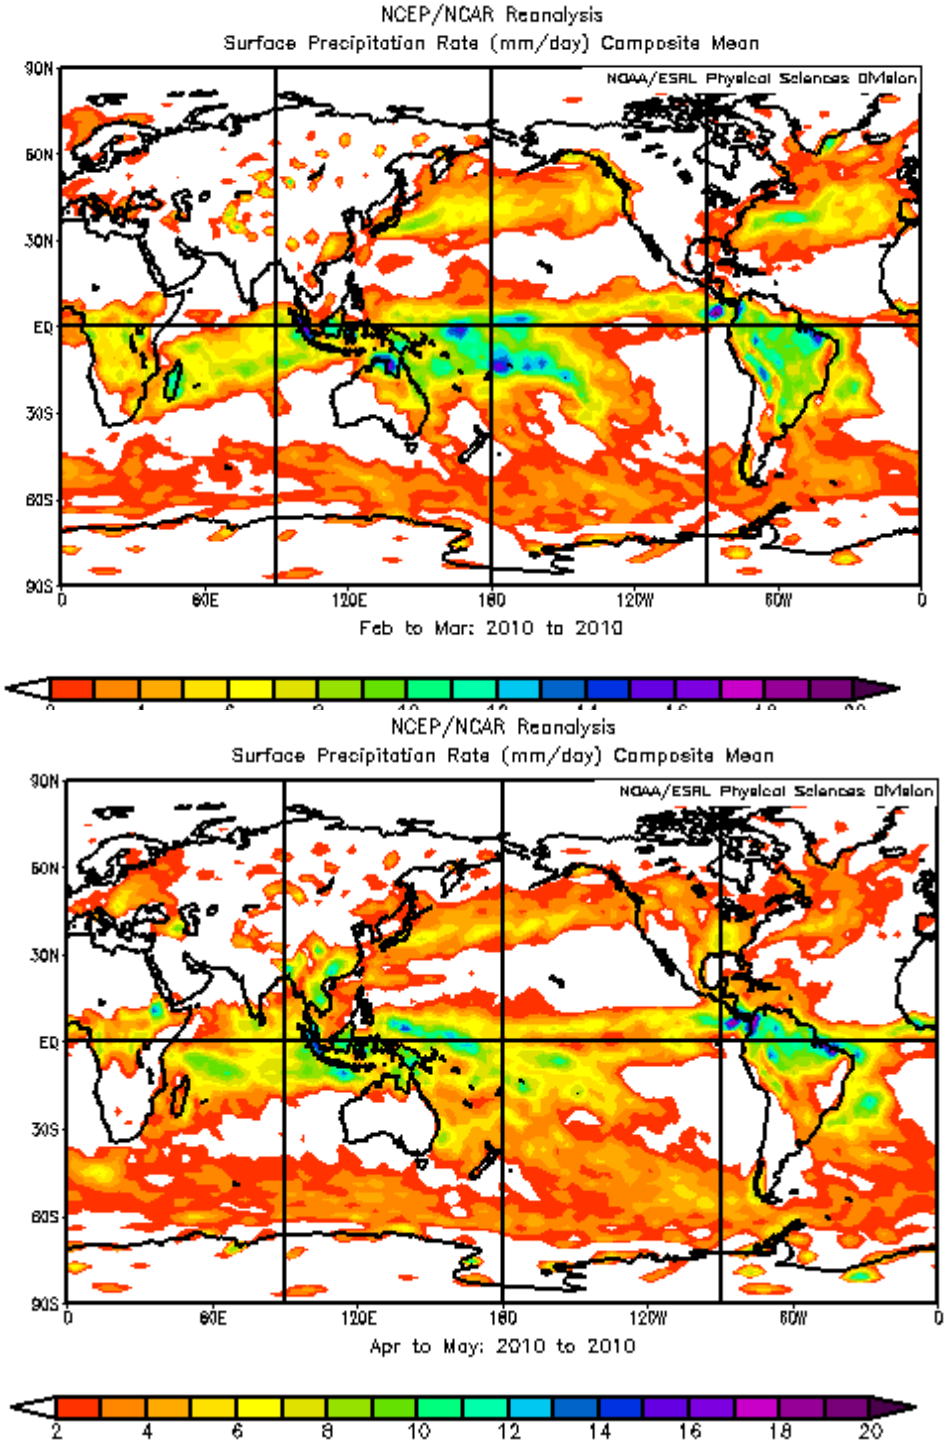 NCEP/NCAR Reanalysis
Surface Precipitation Rate (mm/day) Composite Mean
NOAA/ESRL Physical Sciences Division
90N
60N
30N
EQ
30S
60S
90S
0 60E 120E 180 120W 60W 0
Feb to Mar: 2010 to 2010
NCEP/NCAR Reanalysis
Surface Precipitation Rate (mm/day) Composite Mean
NOAA/ESRL Physical Sciences Division
90N
60N
30N
EQ
30S
60S
90S
0 60E 120E 180 120W 60W 0
Apr to May: 2010 to 2010
2 4 6 8 10 12 14 16 18 20